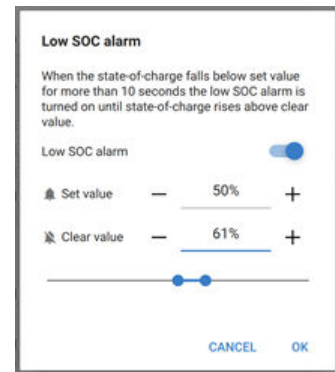 Low SOC alarm
When the state-of-charge falls below set value
for more than 10 seconds the low SOC alarm is
turned on until state-of-charge rises above clear
value.
Low SOC alarm
Set value — 50% +
Clear value — 61% +
CANCEL OK